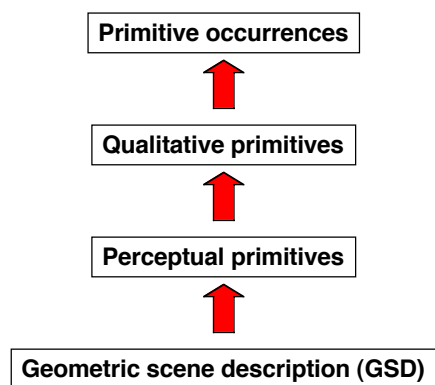 Primitive occurrences
Qualitative primitives
Perceptual primitives
Geometric scene description (GSD)